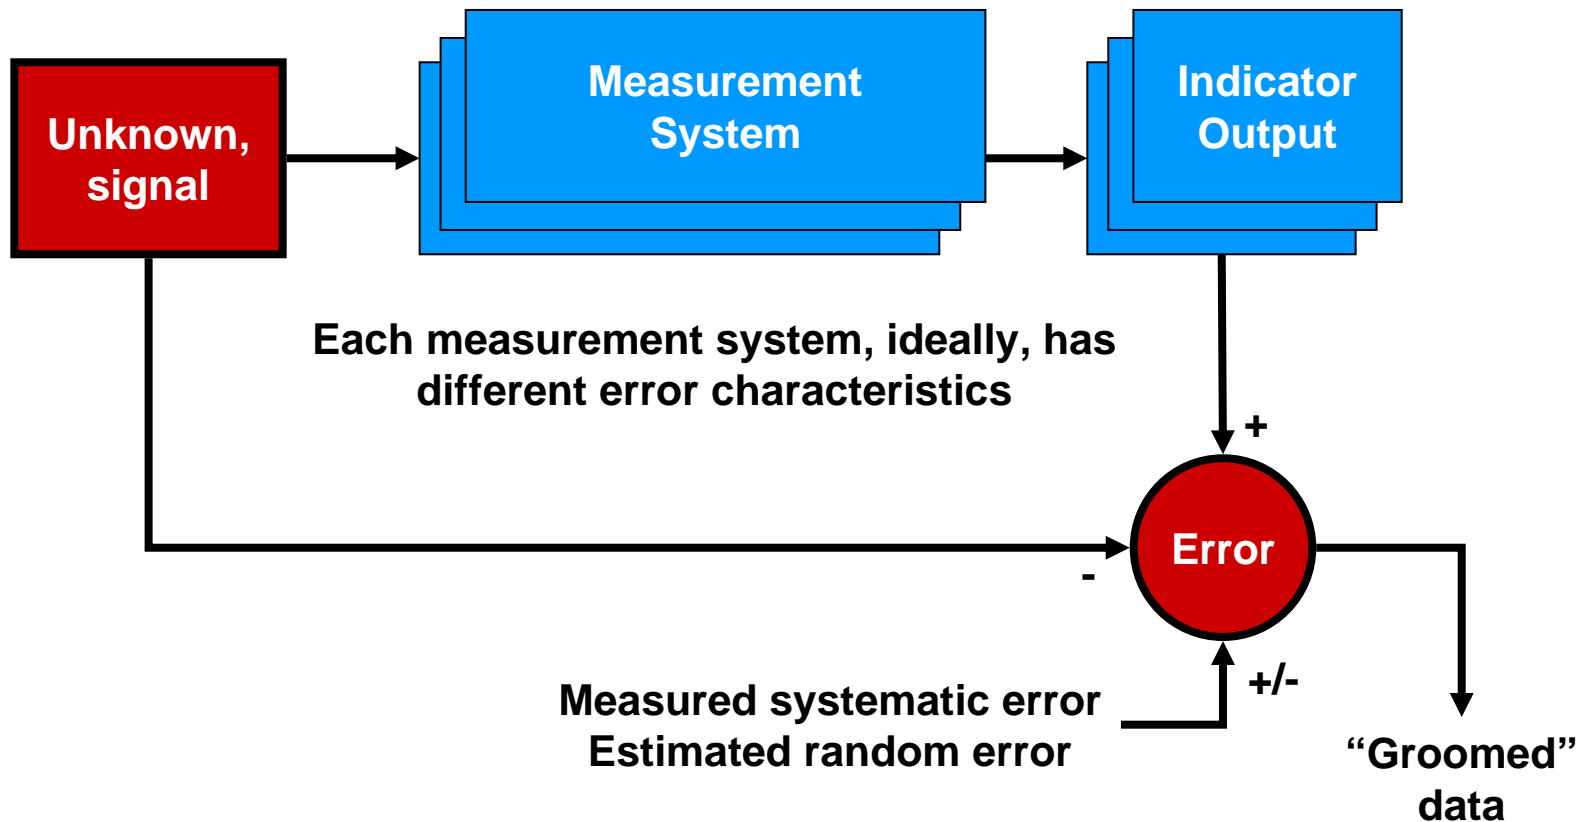 Unknown,
signal
Measurement
System
Indicator
Output
Each measurement system, ideally, has
different error characteristics
+
-
Error
+/-
Measured systematic error
Estimated random error
“Groomed”
data